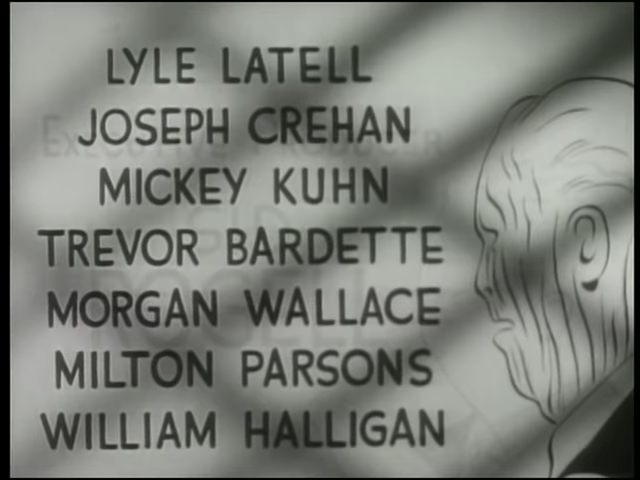 LYLE LATELL
JOSEPH CREHAN
MICKEY KUHN
TREVOR BARDETTE
MORGAN WALLACE
MILTON PARSONS
WILLIAM HALLIGAN